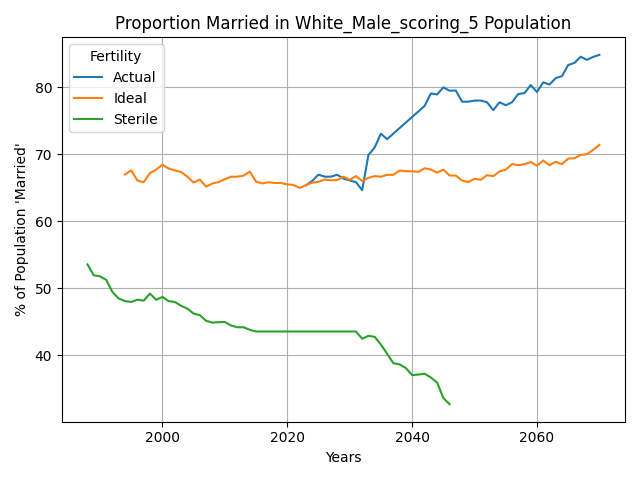 Proportion Married in White_Male_scoring_5 Population
Fertility
Actual
Ideal
Sterile
% of Population "Married'
80
70
60
50
40
2000
2020
2040
2060
Years